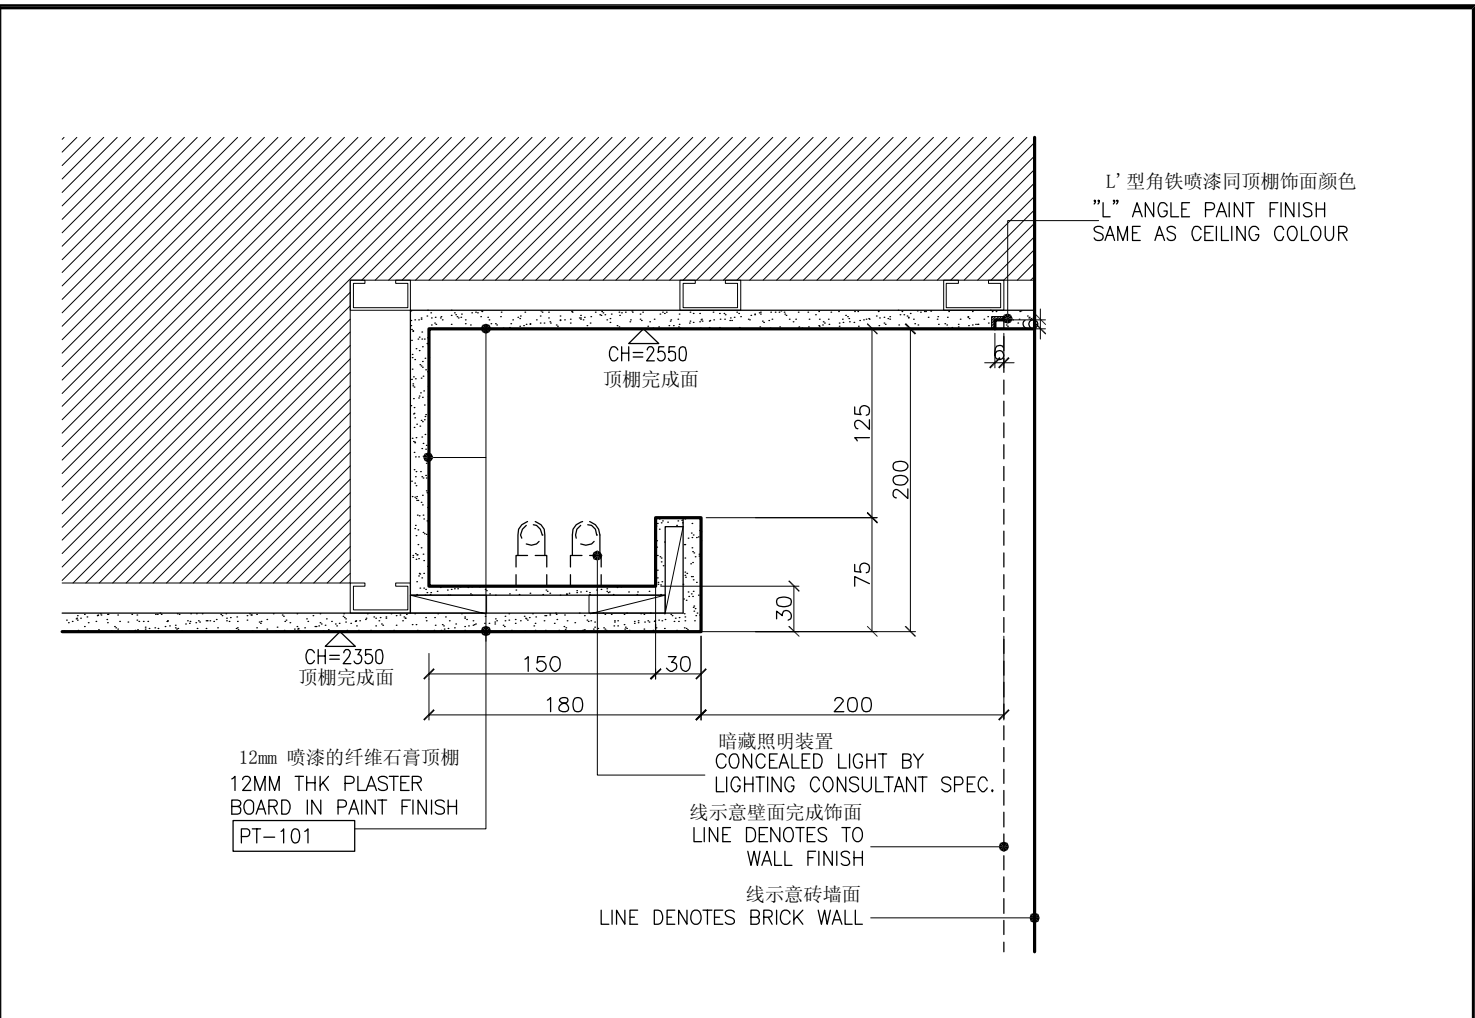 L' 型角铁喷漆同顶棚饰面颜色
"L" ANGLE PAINT FINISH
SAME AS CEILING COLOUR
CH=2550
顶棚完成面
6
125
200
75
30
CH=2350
顶棚完成面
150
30
180
200
12mm 喷漆的纤维石膏顶棚
12MM THK PLASTER
BOARD IN PAINT FINISH
PT-101
暗藏照明装置
CONCEALED LIGHT BY
LIGHTING CONSULTANT SPEC.
线示意壁面完成饰面
LINE DENOTES TO
WALL FINISH
线示意砖墙面
LINE DENOTES BRICK WALL